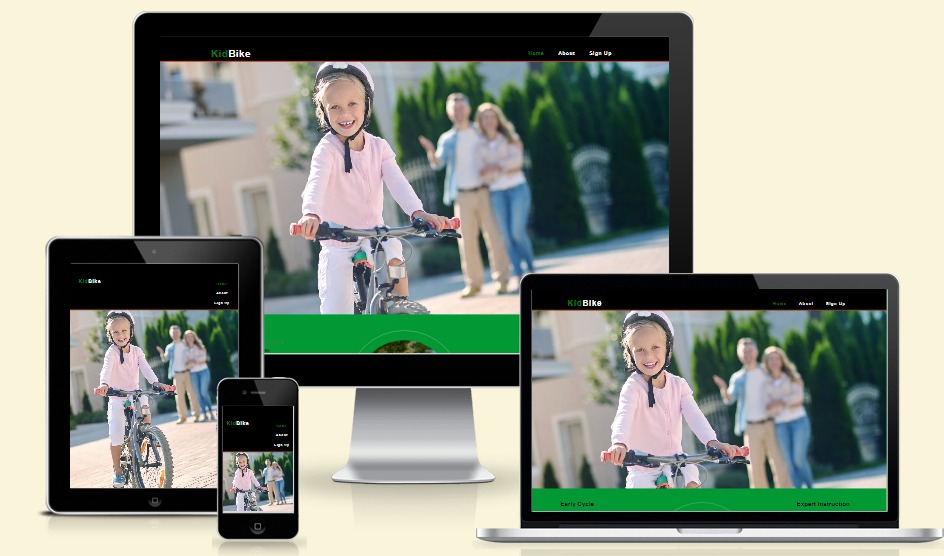 KidBike
Home About Sign Up
KidBike
Home
About
Sign Up
KidBike
Home
About
Sign Up
KidBike
Home About Sign Up
Early Cycle Expert Instruction